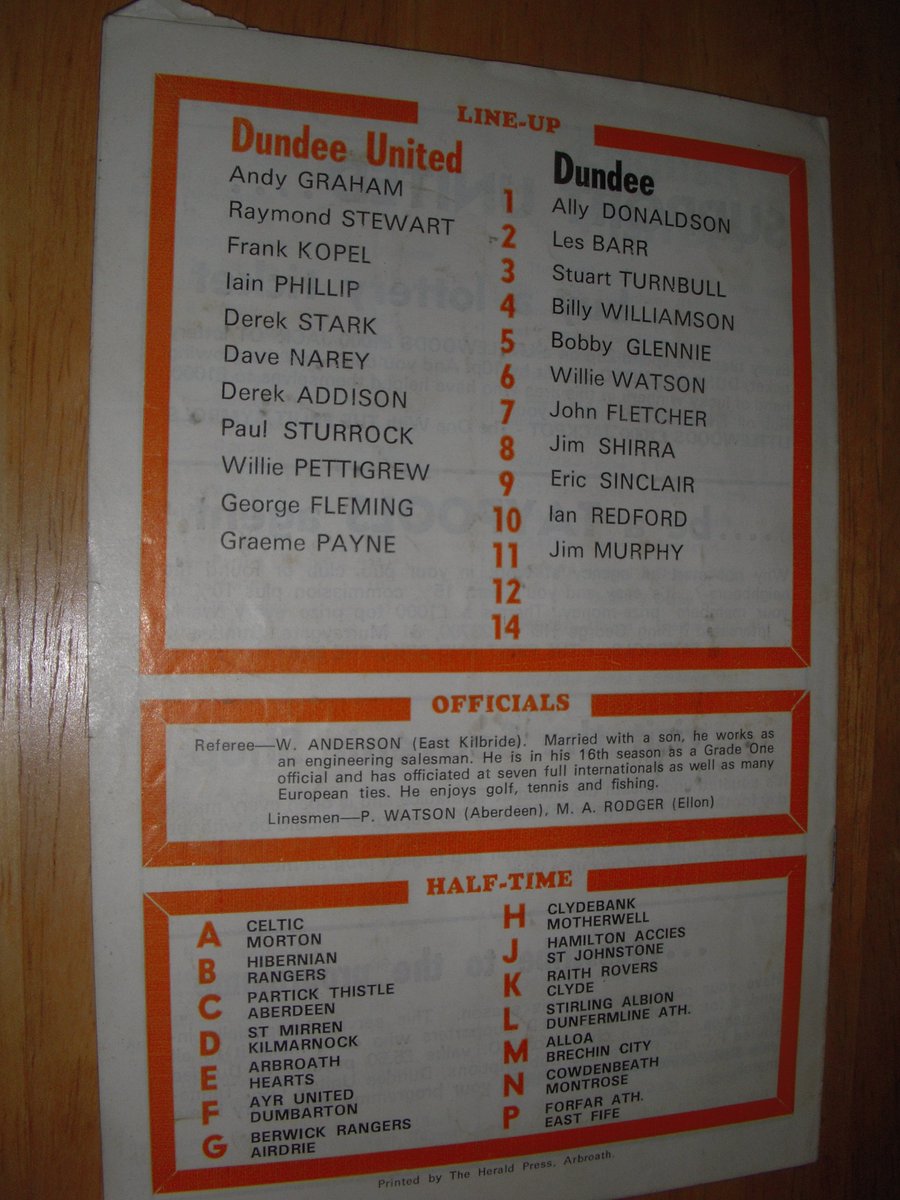 LINE-UP
Dundee United
Andy GRAHAM
Raymond STEWART
Frank KOPEL
Iain PHILLIP
Derek STARK
Dave NAREY
Derek ADDISON
Paul STURROCK
Willie PETTIGREW
George FLEMING
Graeme PAYNE
1
2
3
4
5
6
7
8
9
10
11
12
14
Dundee
Ally DONALDSON
Les BARR
Stuart TURNBULL
Billy WILLIAMSON
Bobby GLENNIE
Willie WATSON
John FLETCHER
Jim SHIRRA
Eric SINCLAIR
Ian REDFORD
Jim MURPHY
OFFICIALS
Referee—W. ANDERSON (East Kilbride). Married with a son, he works as
an engineering salesman. He is in his 16th season as a Grade One
official and has officiated at seven full internationals as well as many
European ties. He enjoys golf, tennis and fishing.
Linesmen—P. WATSON (Aberdeen), M. A. RODGER (Ellon)
HALF-TIME
A CELTIC
MORTON
B HIBERNIAN
RANGERS
C PARTICK THISTLE
ABERDEEN
D ST MIRREN
KILMARNOCK
E ARBROATH
HEARTS
F AYR UNITED
DUMBARTON
G BERWICK RANGERS
AIRDRIE
H CLYDEBANK
MOTHERWELL
J HAMILTON ACCIES
ST JOHNSTONE
K RAITH ROVERS
CLYDE
L STIRLING ALBION
DUNFERMLINE ATH.
M ALLOA
BRECHIN CITY
N COWDENBEATH
MONTROSE
P FORFAR ATH.
EAST FIFE
Printed by The Herald Press, Arbroath.